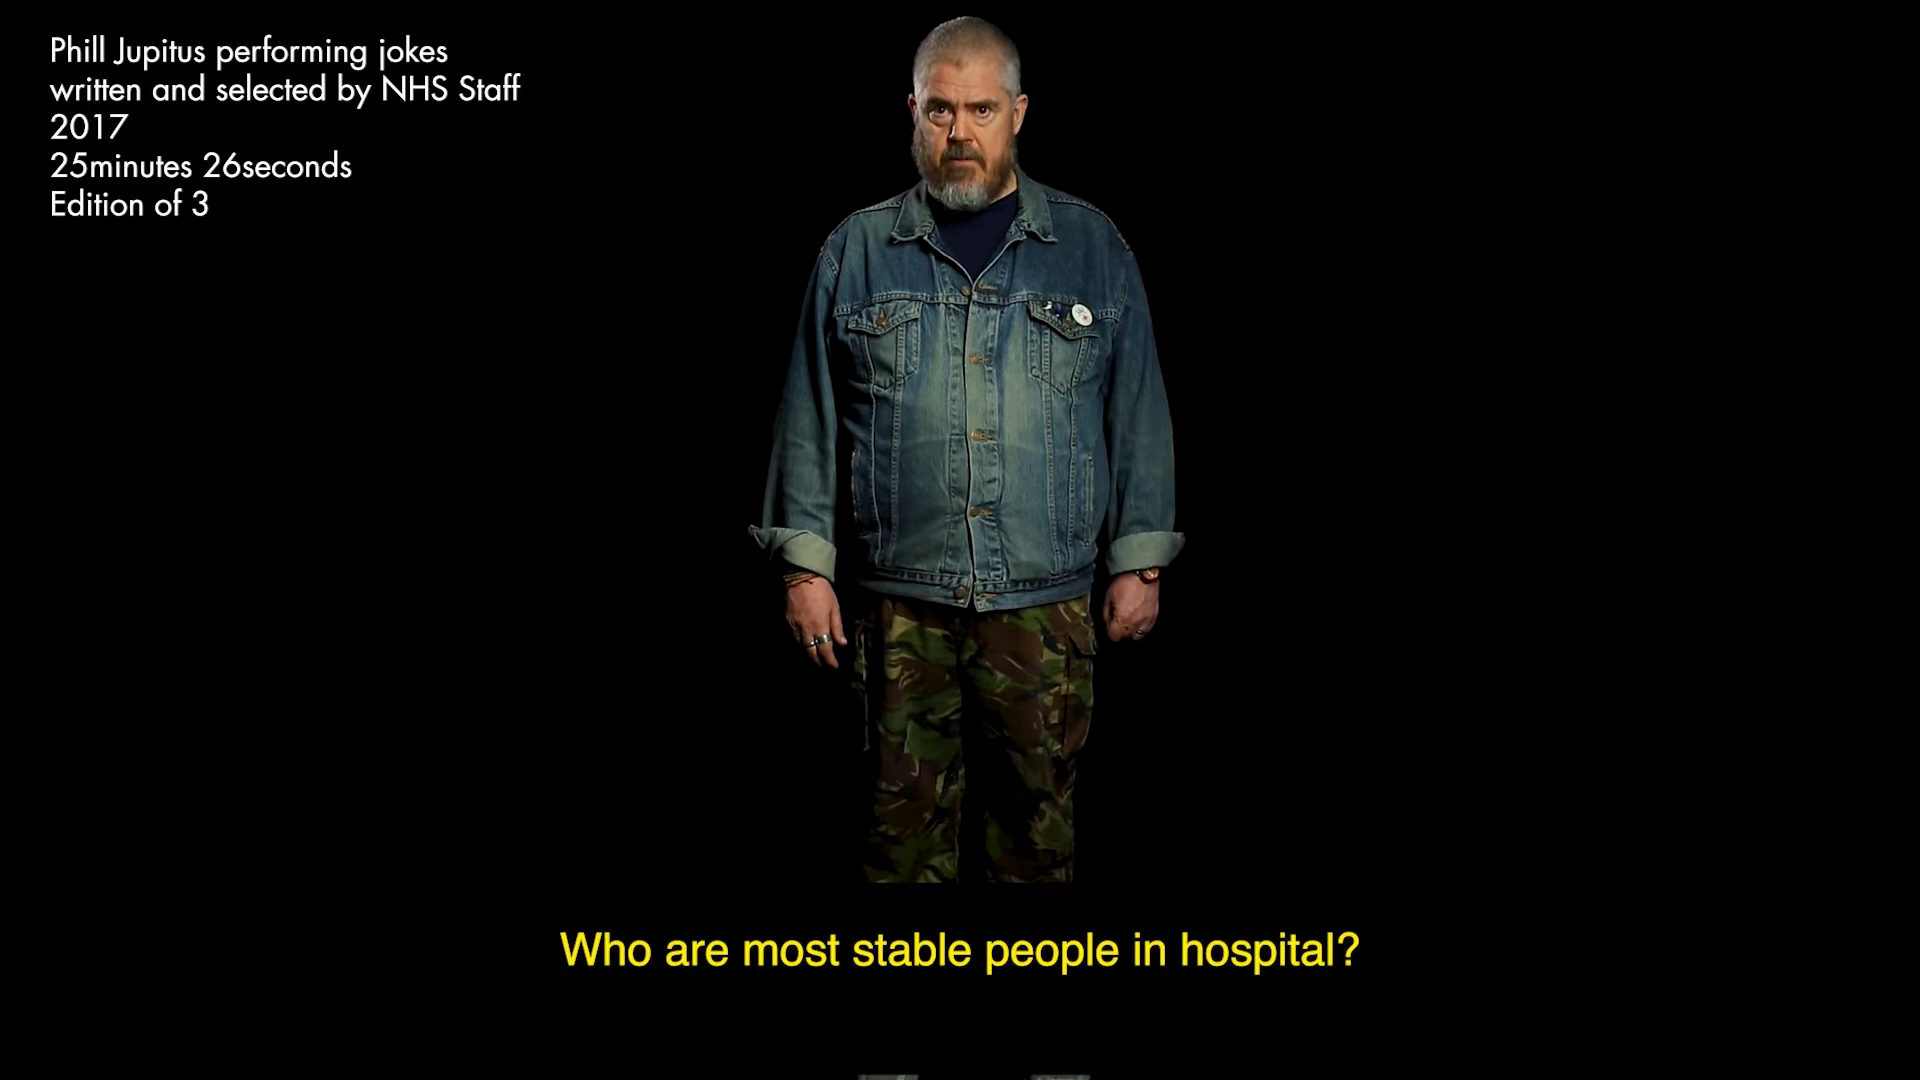 Phill Jupitus performing jokes
written and selected by NHS Staff
2017
25minutes 26seconds
Edition of 3
Who are most stable people in hospital?